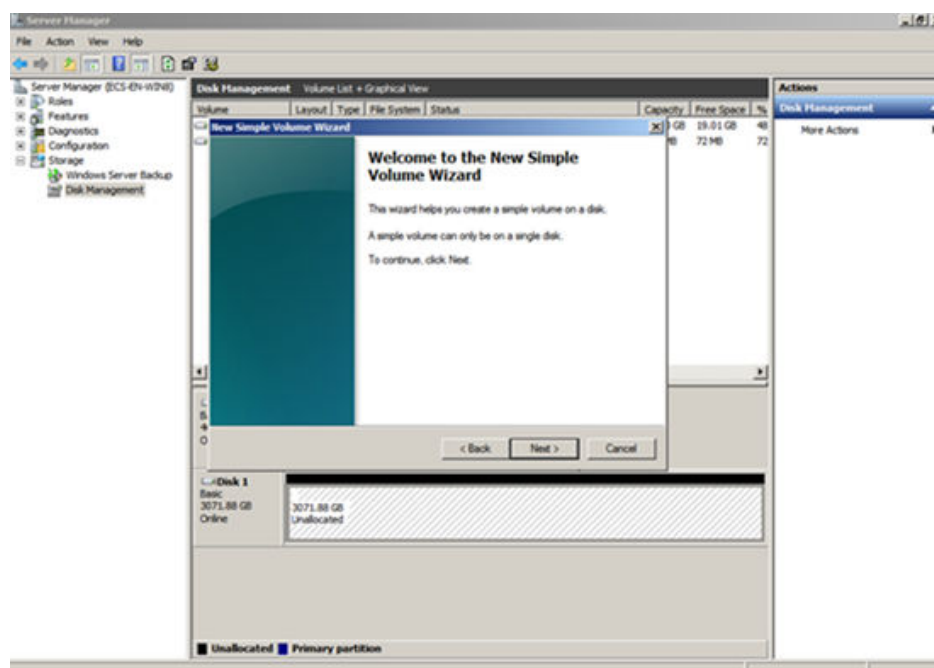 Server Manager
File Action View Help
Server Manager (ECS-EN-WIN8)
Roles
Features
Diagnostics
Configuration
Storage
Windows Server Backup
Disk Management
Disk Management Volume List + Graphical View
Volume Layout Type File System Status Capacity Free Space %
GB 19.01 GB 48
MB 72 MB 72
New Simple Volume Wizard
Welcome to the New Simple
Volume Wizard
This wizard helps you create a simple volume on a disk.
A simple volume can only be on a single disk.
To continue, click Next.
< Back Next > Cancel
Disk 1
Basic
3071.88 GB
Online
3071.88 GB
Unallocated
Unallocated Primary partition
Actions
Disk Management
More Actions